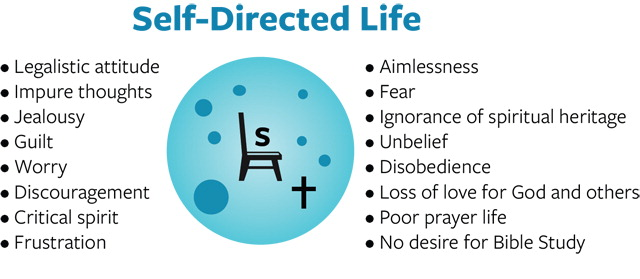 Self-Directed Life
• Legalistic attitude
• Impure thoughts
• Jealousy
• Guilt
• Worry
• Discouragement
• Critical spirit
• Frustration
S
• Aimlessness
• Fear
• Ignorance of spiritual heritage
• Unbelief
• Disobedience
• Loss of love for God and others
• Poor prayer life
• No desire for Bible Study